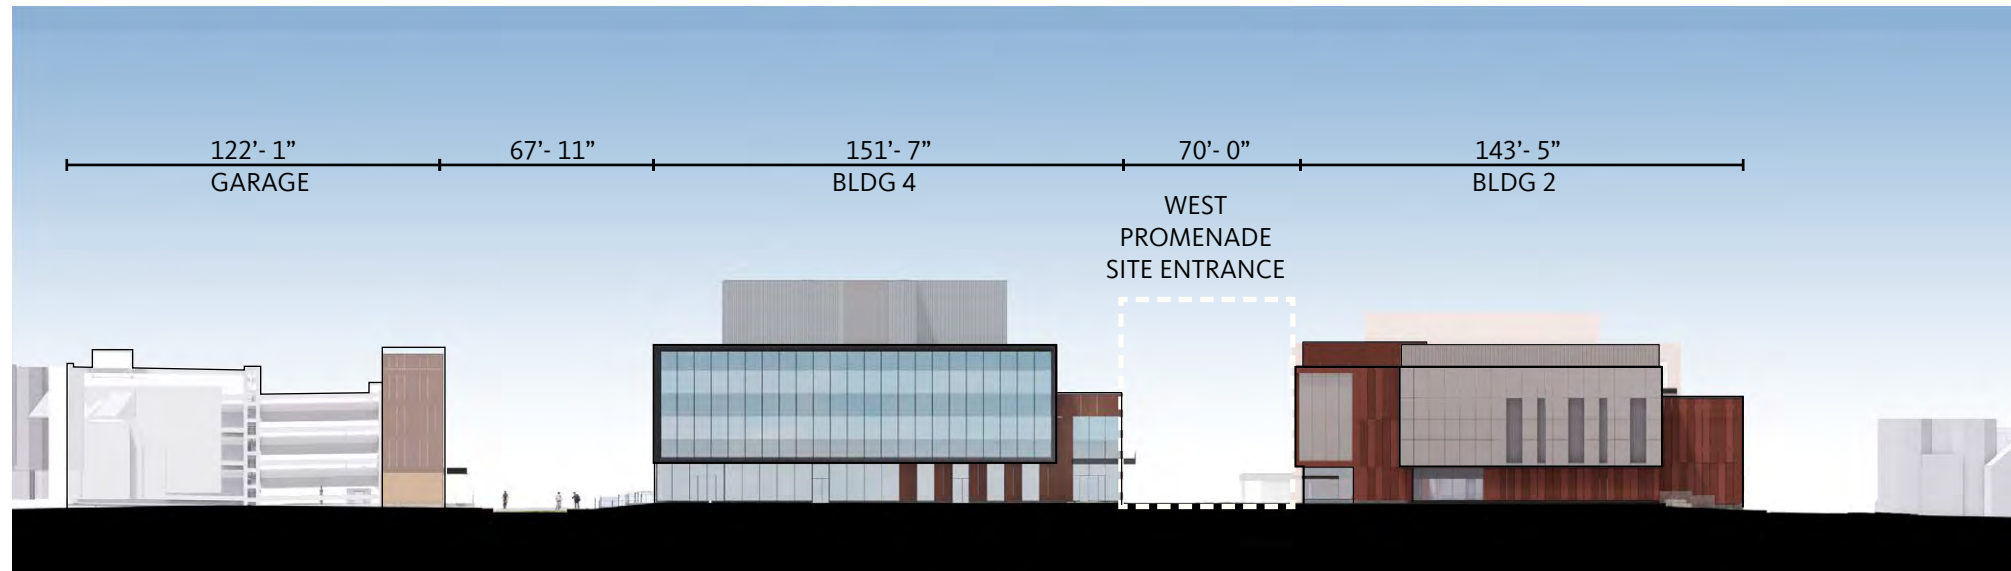 122'- 1”
67'- 11”
151'- 7”
70'- 0”
143'- 5”
GARAGE
BLDG 4
BLDG 2
WEST
PROMENADE
SITE ENTRANCE